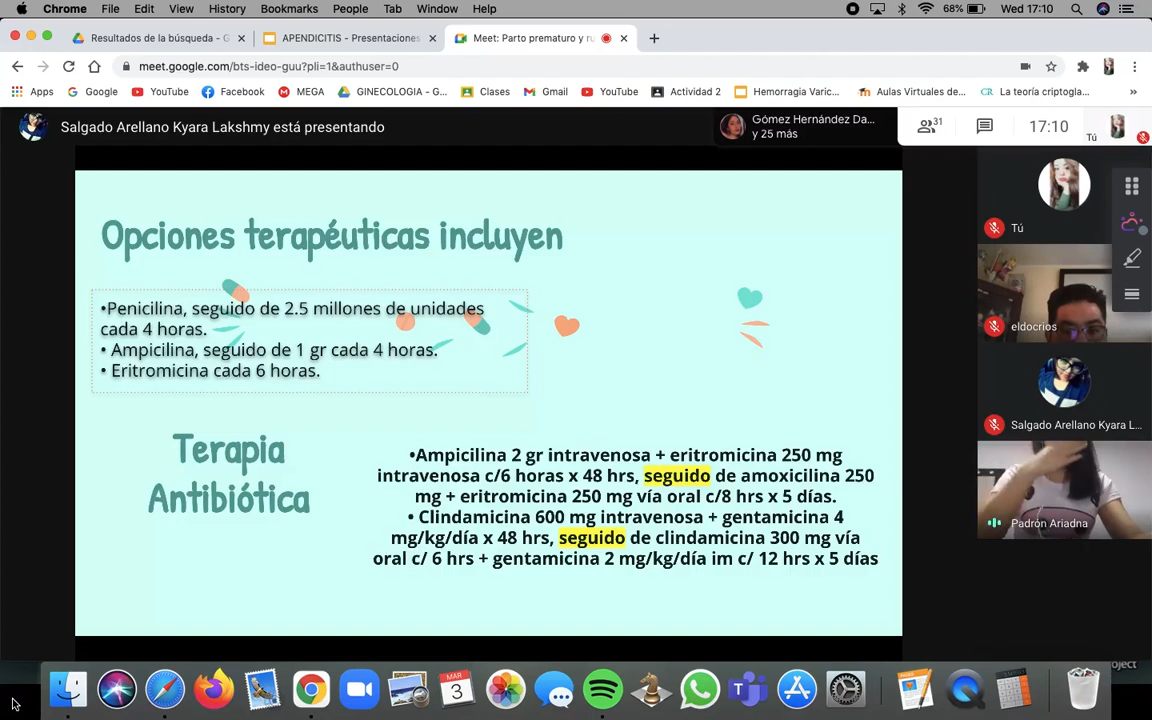 Chrome File Edit View History Bookmarks People Tab Window Help 68% Wed 17:10
Resultados de la búsqueda - G
APENDICITIS - Presentaciones
Meet: Parto prematuro y ru
meet.google.com/bts-ideo-guu?pli=1&authuser=0
Apps Google YouTube Facebook MEGA GINECOLOGIA - G... Clases Gmail YouTube Actividad 2 Hemorragia Varic... Aulas Virtuales de... La teoría criptogla... »
Salgado Arellano Kyara Lakshmy está presentando
Gómez Hernández Da...
y 25 más
31
17:10
Tú
Opciones terapéuticas incluyen
•Penicilina, seguido de 2.5 millones de unidades
cada 4 horas.
• Ampicilina, seguido de 1 gr cada 4 horas.
• Eritromicina cada 6 horas.
Terapia
Antibiótica
•Ampicilina 2 gr intravenosa + eritromicina 250 mg
intravenosa c/6 horas x 48 hrs, seguido de amoxicilina 250
mg + eritromicina 250 mg vía oral c/8 hrs x 5 días.
• Clindamicina 600 mg intravenosa + gentamicina 4
mg/kg/día x 48 hrs, seguido de clindamicina 300 mg vía
oral c/ 6 hrs + gentamicina 2 mg/kg/día im c/ 12 hrs x 5 días
Tú
eldocrios
Salgado Arellano Kyara L...
Padrón Ariadna
MAR
3